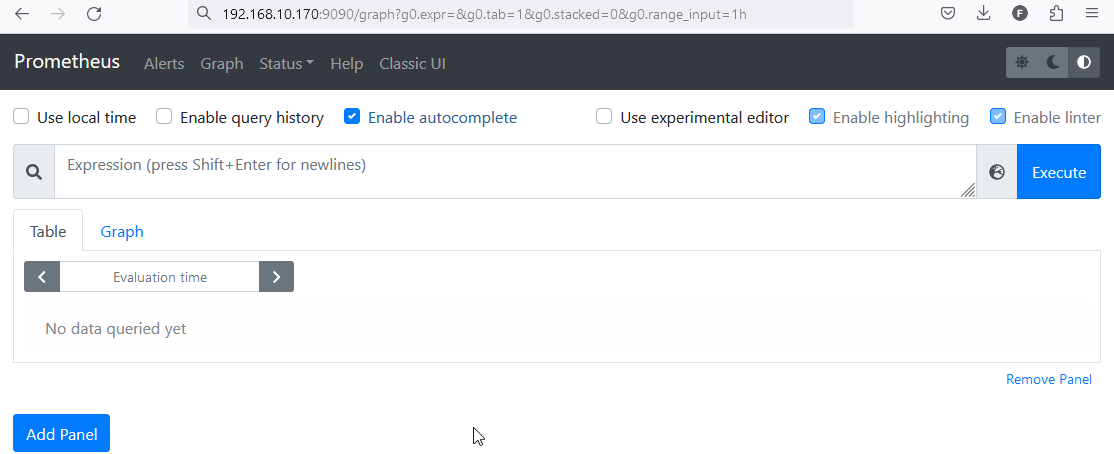 192.168.10.170:9090/graph?g0.expr=&g0.tab=1&g0.stacked=0&g0.range_input=1h
F
Prometheus Alerts Graph Status Help Classic UI
Use local time Enable query history Enable autocomplete Use experimental editor Enable highlighting Enable linter
Expression (press Shift+Enter for newlines) Execute
Table Graph
Evaluation time
No data queried yet
Remove Panel
Add Panel